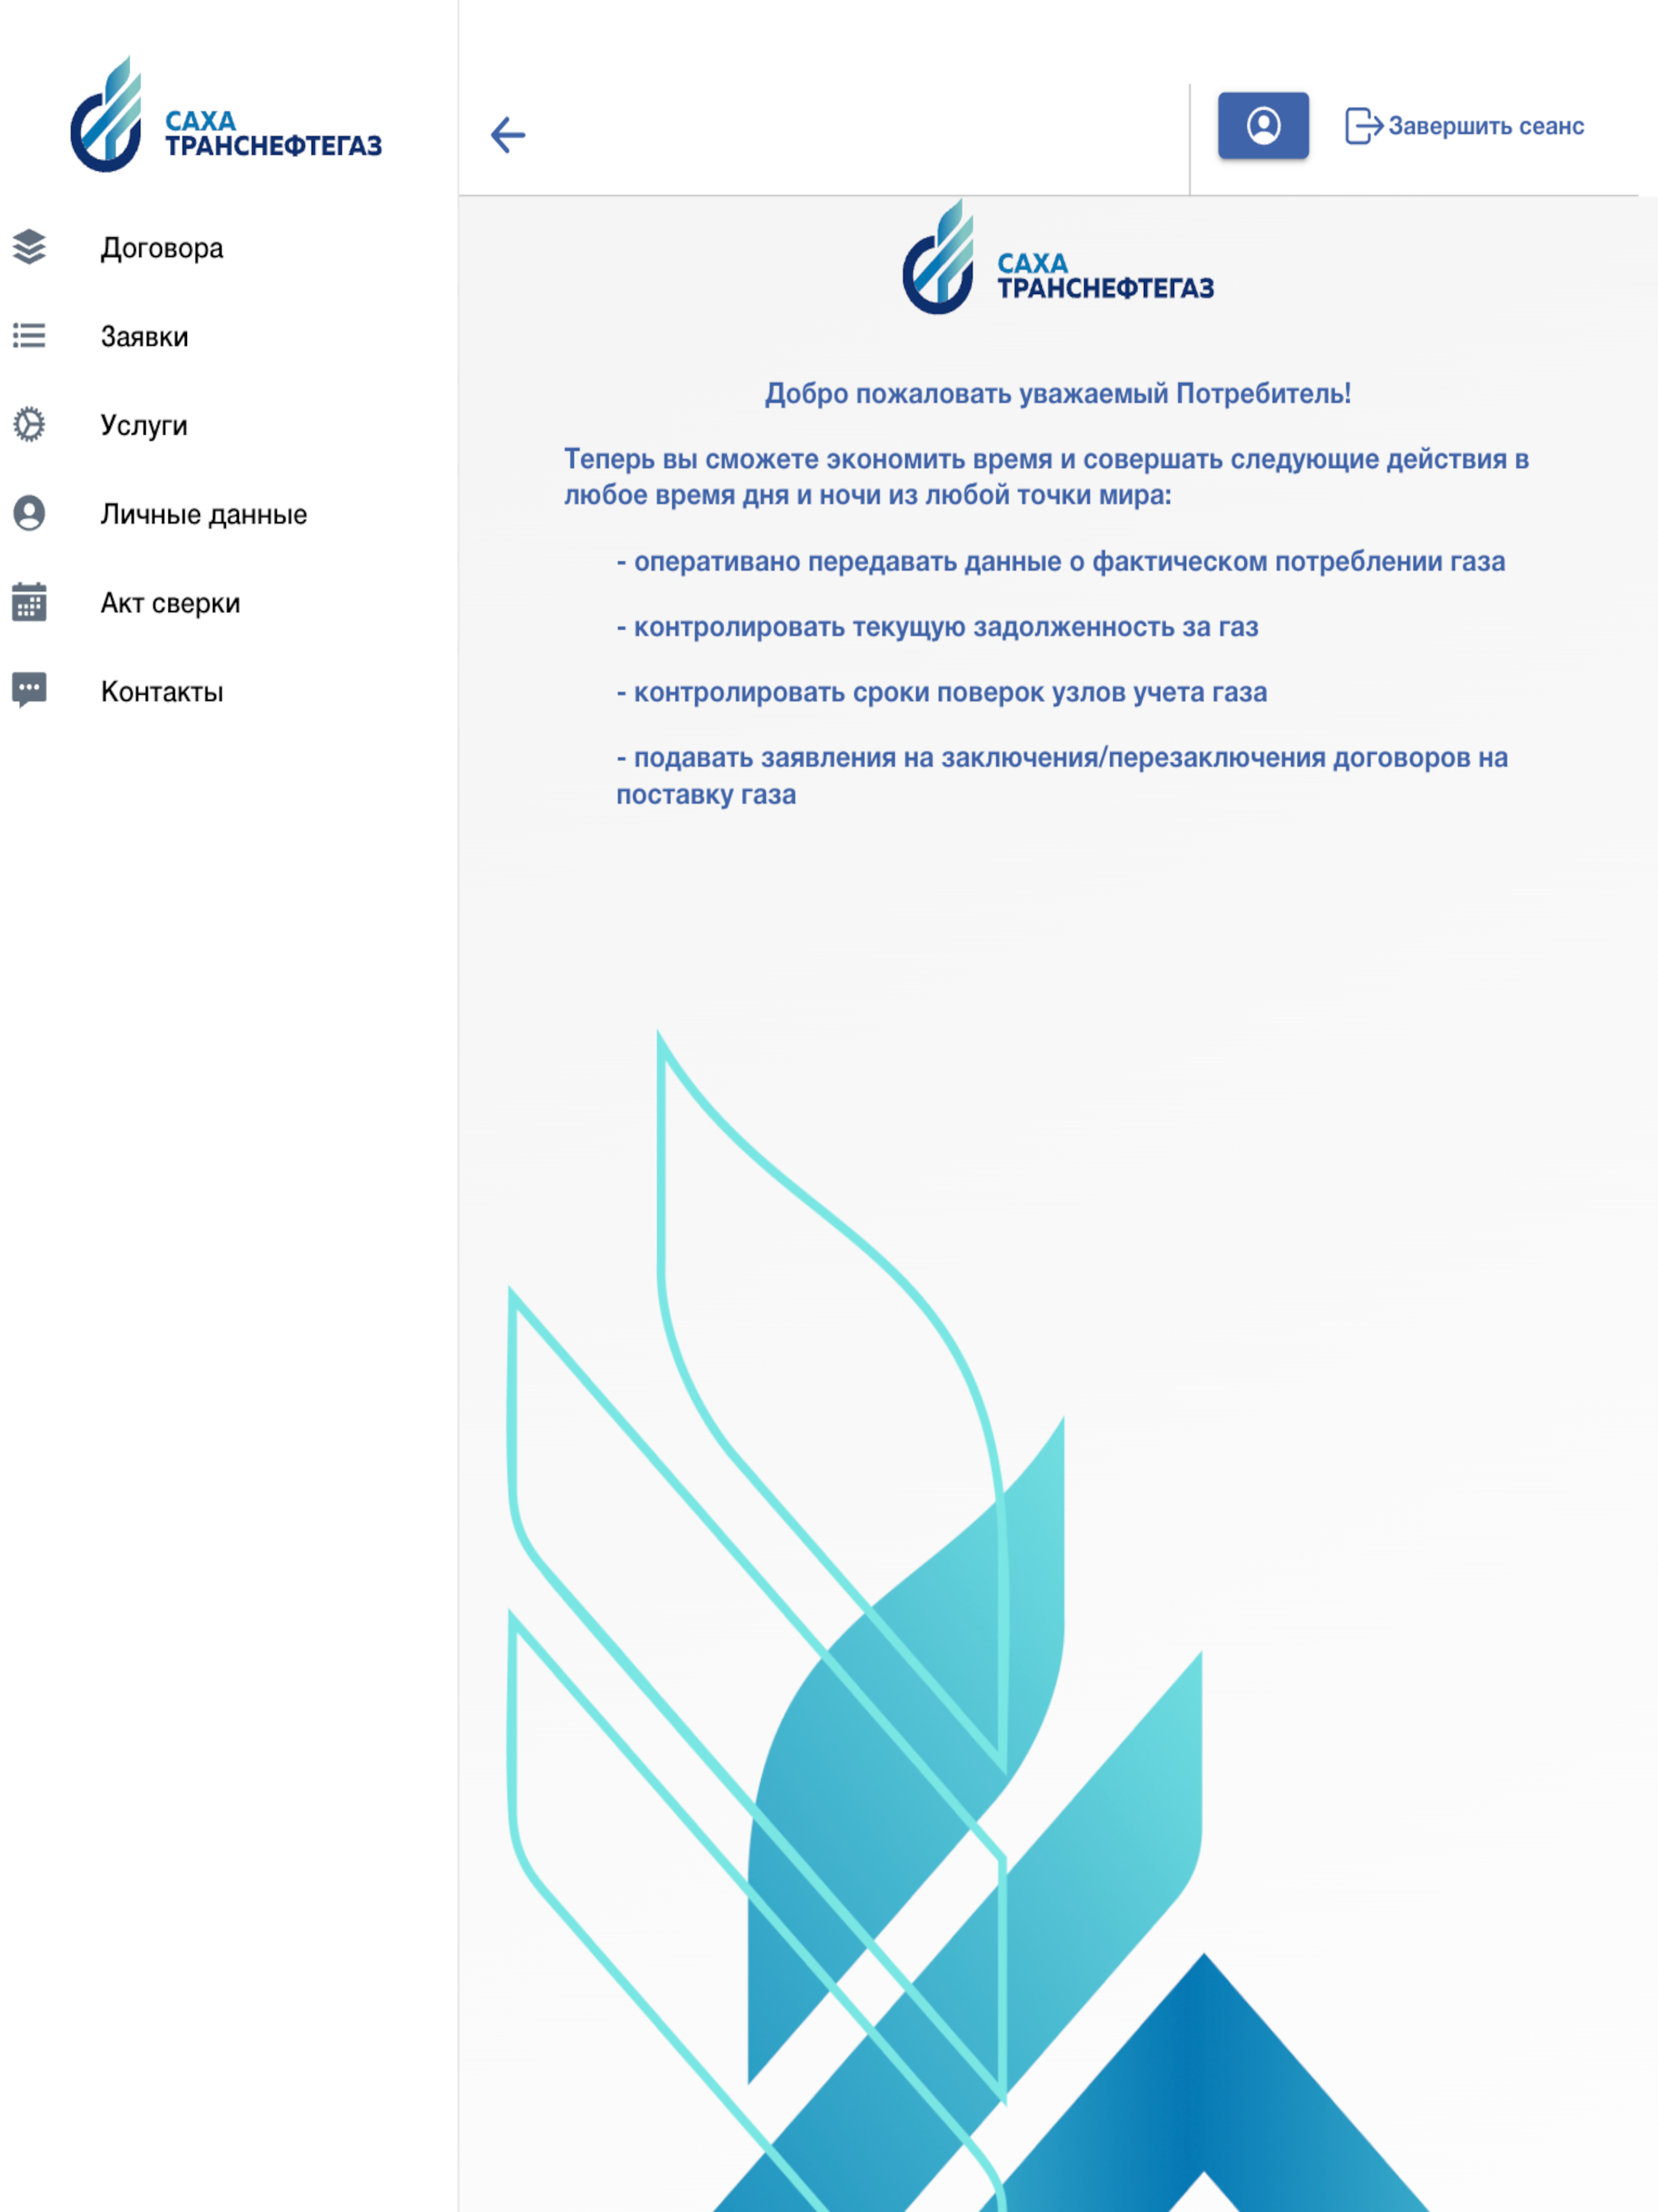 САХА
ТРАНСНЕФТЕГАЗ
Договора
Заявки
Услуги
Личные данные
Акт сверки
Контакты
Завершить сеанс
САХА
ТРАНСНЕФТЕГАЗ
Добро пожаловать уважаемый Потребитель!
Теперь вы сможете экономить время и совершать следующие действия в
любое время дня и ночи из любой точки мира:
- оперативано передавать данные о фактическом потреблении газа
- контролировать текущую задолженность за газ
- контролировать сроки поверок узлов учета газа
- подавать заявления на заключения/перезаключения договоров на
поставку газа